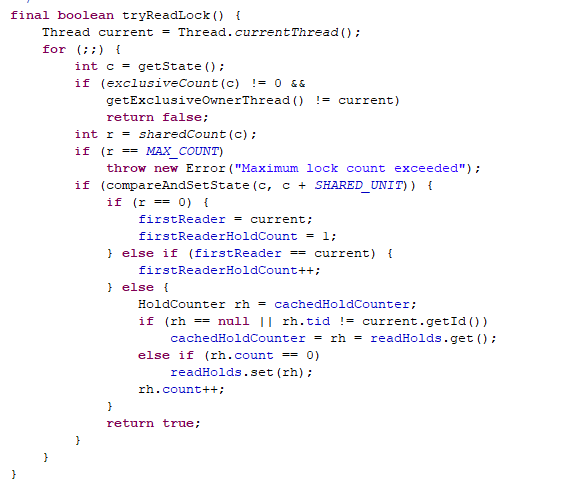 final boolean tryReadLock() {
    Thread current = Thread.currentThread();
    for (;;) {
        int c = getState();
        if (exclusiveCount(c) != 0 &&
            getExclusiveOwnerThread() != current)
            return false;
        int r = sharedCount(c);
        if (r == MAX_COUNT)
            throw new Error("Maximum lock count exceeded");
        if (compareAndSetState(c, c + SHARED_UNIT)) {
            if (r == 0) {
                firstReader = current;
                firstReaderHoldCount = 1;
            } else if (firstReader == current) {
                firstReaderHoldCount++;
            } else {
                HoldCounter rh = cachedHoldCounter;
                if (rh == null || rh.tid != current.getId())
                    cachedHoldCounter = rh = readHolds.get();
                else if (rh.count == 0)
                    readHolds.set(rh);
                rh.count++;
            }
            return true;
        }
    }
}